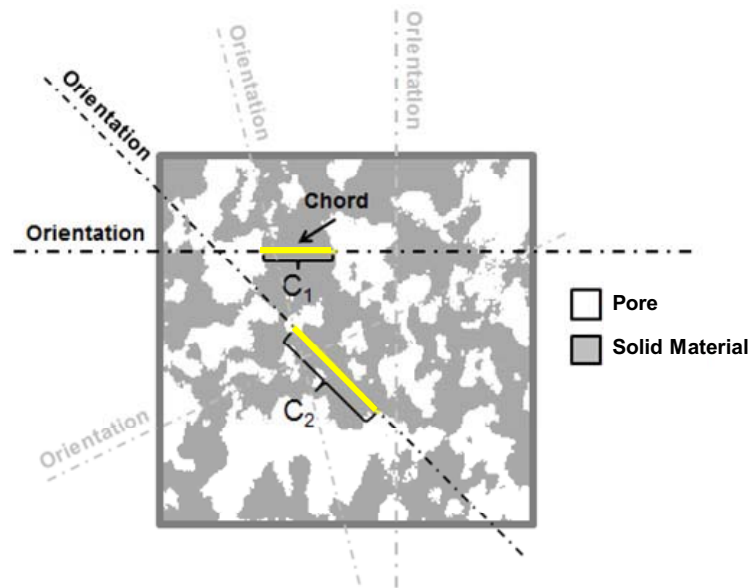 Orientation
Orientation
Orientation
Chord
Orientation
C1
Pore
Solid Material
C2
Orientation